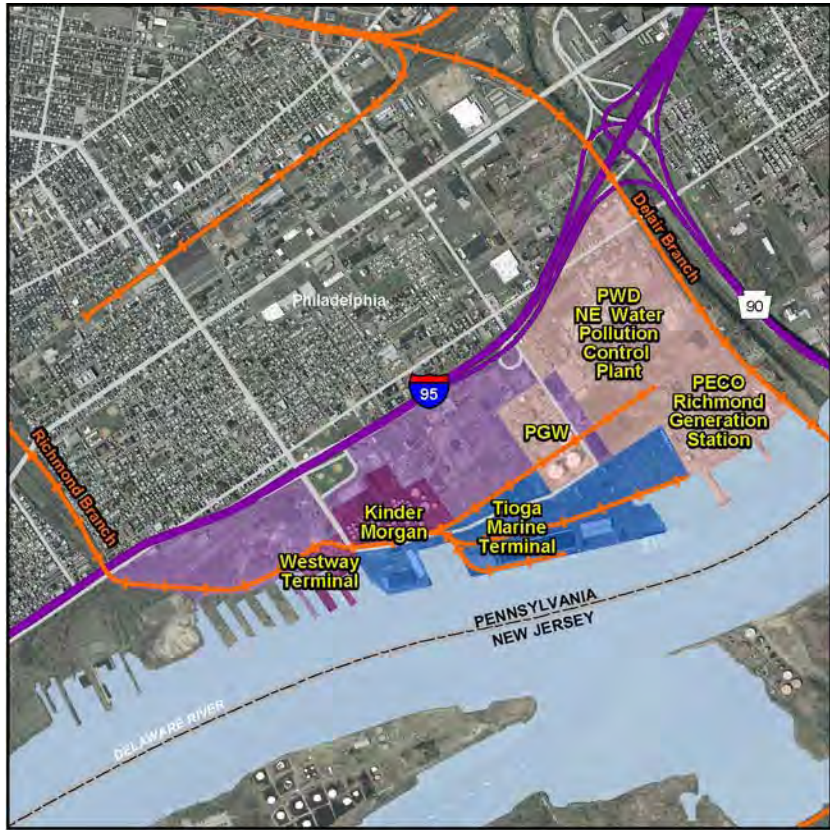 Delair Branch
Philadelphia
PWD
NE Water
Pollution
Control
Plant
90
95
PECO
Richmond
Generation
Station
PGW
Richmond Branch
Kinder
Morgan
Tioga
Marine
Terminal
Westway
Terminal
PENNSYLVANIA
NEW JERSEY
DELAWARE RIVER